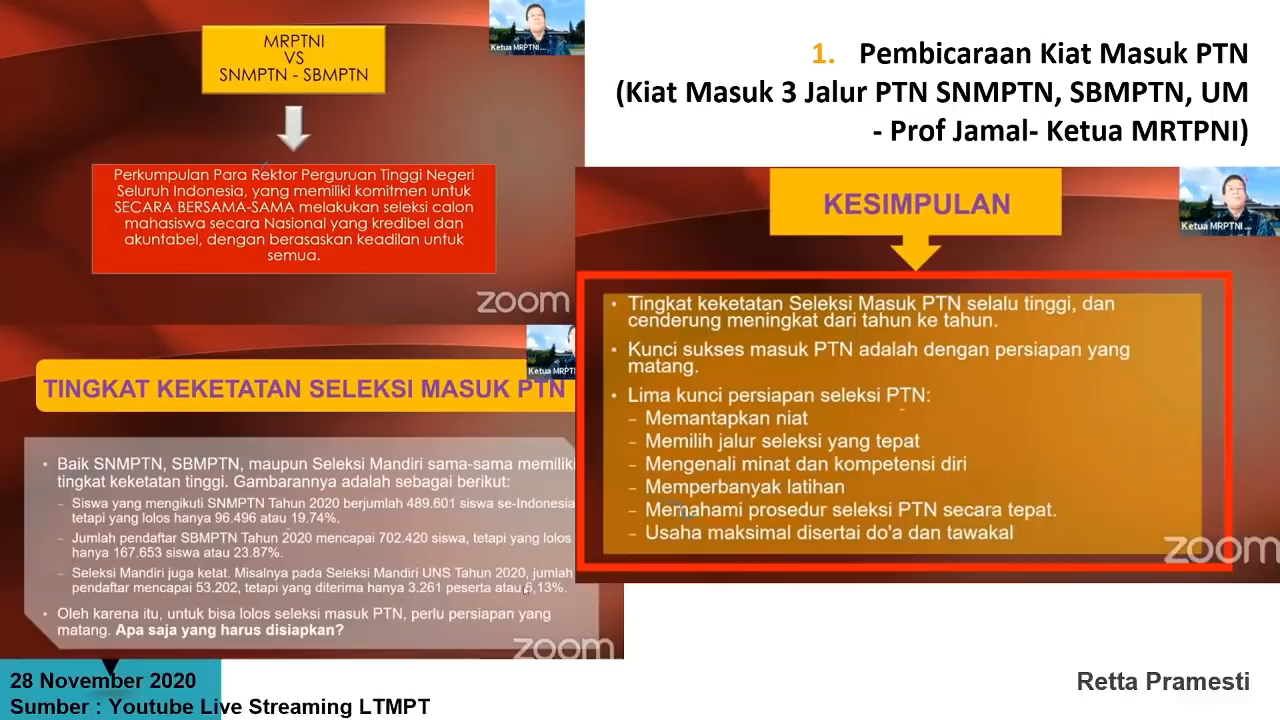 MRPTNI
VS
SNMPTN - SBMPTN
Ketua MRPTNI ...
Perkumpulan Para Rektor Perguruan Tinggi Negeri
Seluruh Indonesia, yang memiliki komitmen untuk
SECARA BERSAMA-SAMA melakukan seleksi calon
mahasiswa secara Nasional yang kredibel dan
akuntabel, dengan berasaskan keadilan untuk
semua.
zoom
1. Pembicaraan Kiat Masuk PTN
(Kiat Masuk 3 Jalur PTN SNMPTN, SBMPTN, UM
- Prof Jamal- Ketua MRTPNI)
KESIMPULAN
Ketua MRPTNI ...
• Tingkat keketatan Seleksi Masuk PTN selalu tinggi, dan
cenderung meningkat dari tahun ke tahun.
• Kunci sukses masuk PTN adalah dengan persiapan yang
matang.
• Lima kunci persiapan seleksi PTN:
– Memantapkan niat
– Memilih jalur seleksi yang tepat
– Mengenali minat dan kompetensi diri
– Memperbanyak latihan
– Memahami prosedur seleksi PTN secara tepat.
– Usaha maksimal disertai do'a dan tawakal
zoom
Ketua MRPTN
TINGKAT KEKETATAN SELEKSI MASUK PTN
• Baik SNMPTN, SBMPTN, maupun Seleksi Mandiri sama-sama memiliki
tingkat keketatan tinggi. Gambarannya adalah sebagai berikut:
– Siswa yang mengikuti SNMPTN Tahun 2020 berjumlah 489.601 siswa se-Indonesia
tetapi yang lolos hanya 96.496 atau 19.74%.
– Jumlah pendaftar SBMPTN Tahun 2020 mencapai 702.420 siswa, tetapi yang lolos
hanya 167.653 siswa atau 23.87%.
– Seleksi Mandiri juga ketat. Misalnya pada Seleksi Mandiri UNS Tahun 2020, jumlah
pendaftar mencapai 53.202, tetapi yang diterima hanya 3.261 peserta atau 6,13%.
• Oleh karena itu, untuk bisa lolos seleksi masuk PTN, perlu persiapan yang
matang. Apa saja yang harus disiapkan?
zoom
28 November 2020
Sumber : Youtube Live Streaming LTMPT
Retta Pramesti